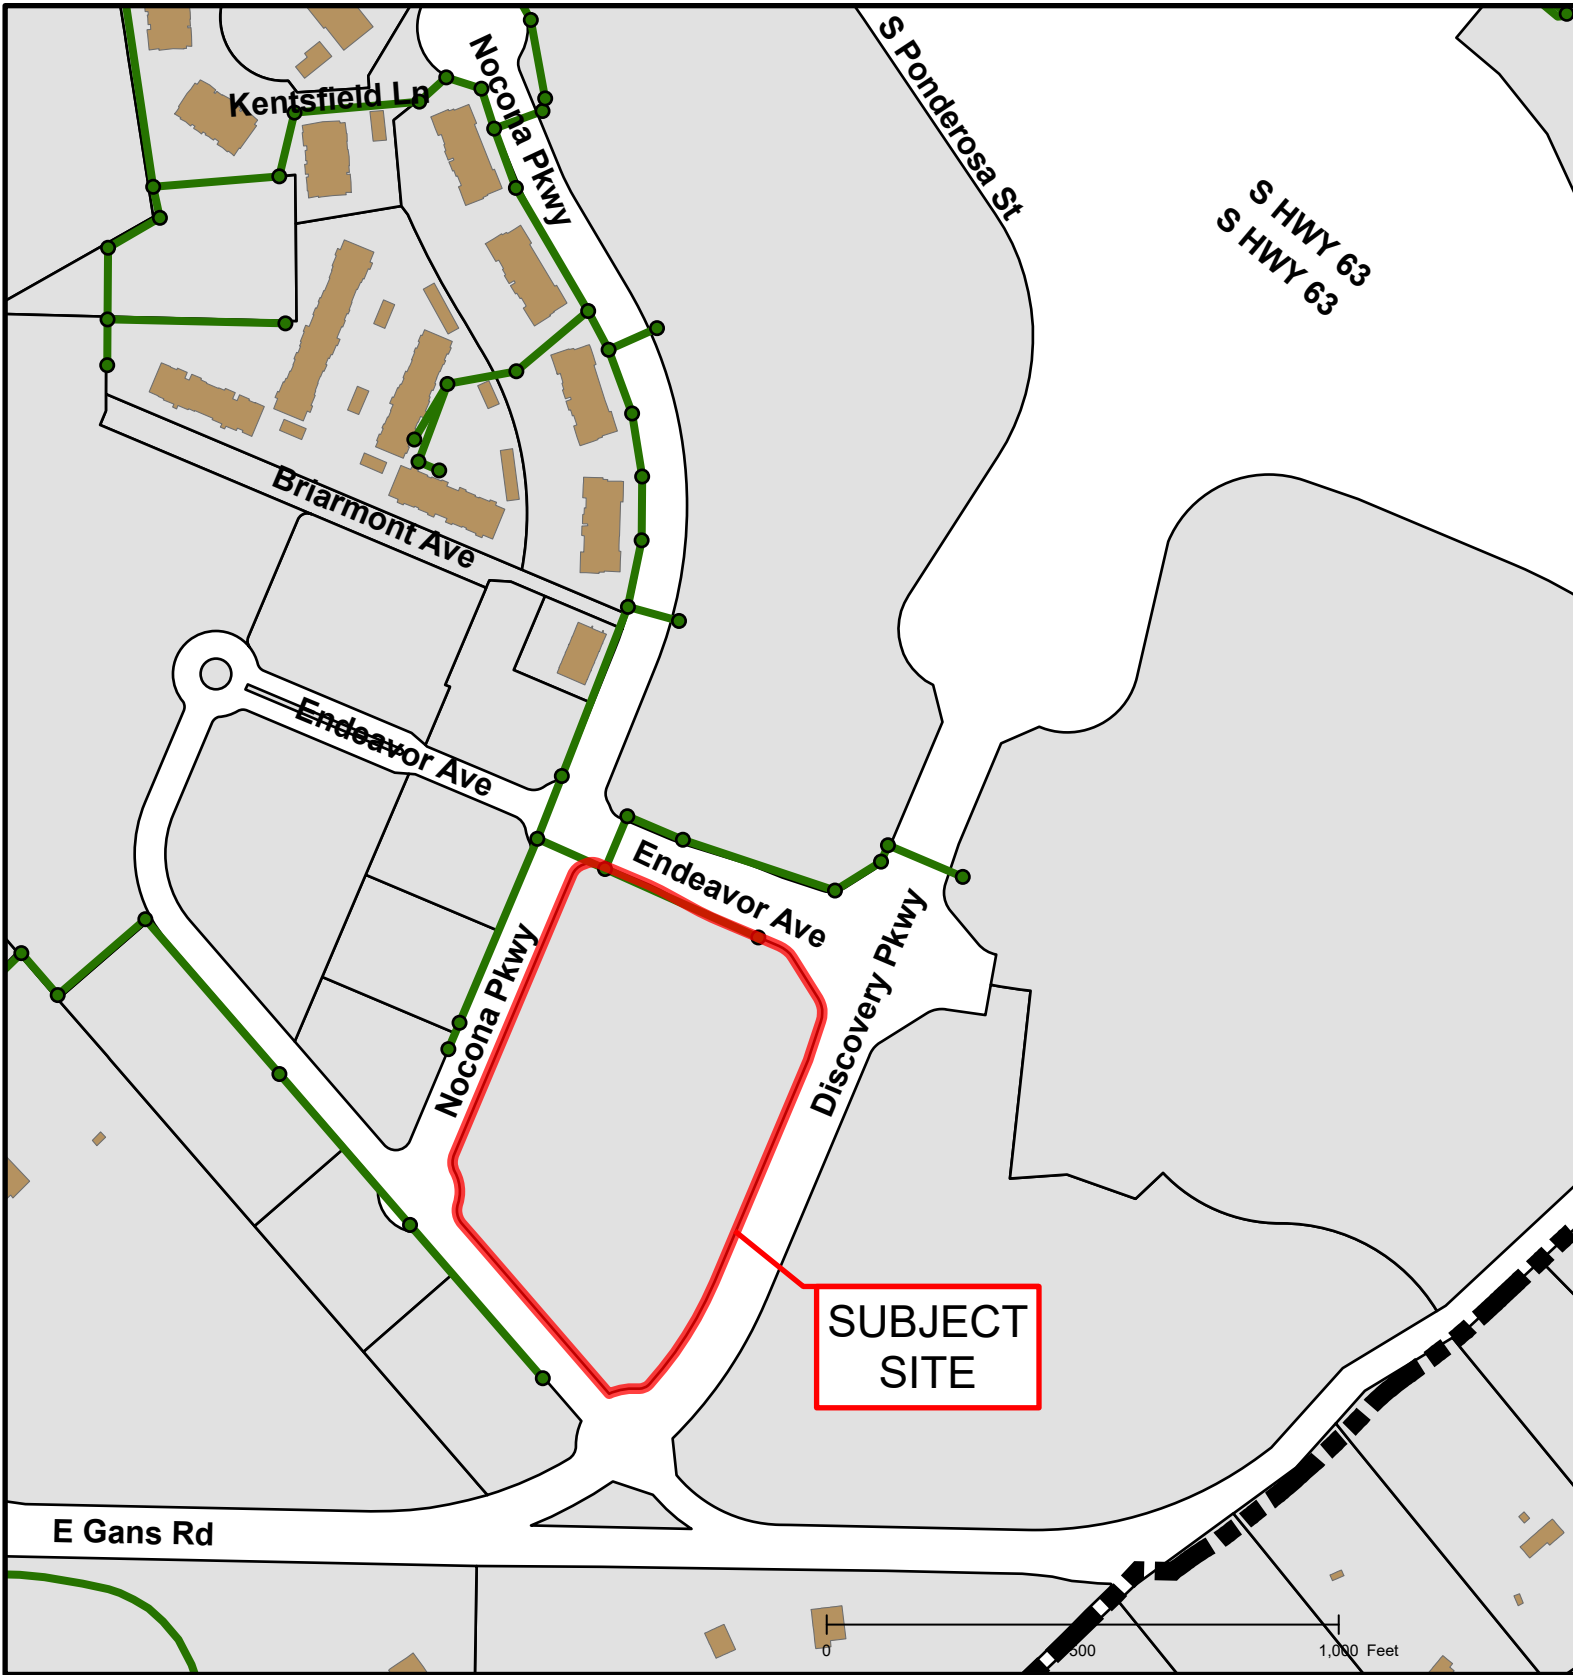 Kentsfield Ln
Nocona Pkwy
S Ponderosa St
S HWY 63
S HWY 63
Briarmont Ave
Endeavor Ave
Endeavor Ave
Nocona Pkwy
Discovery Pkwy
SUBJECT
SITE
E Gans Rd
0 500 1,000 Feet